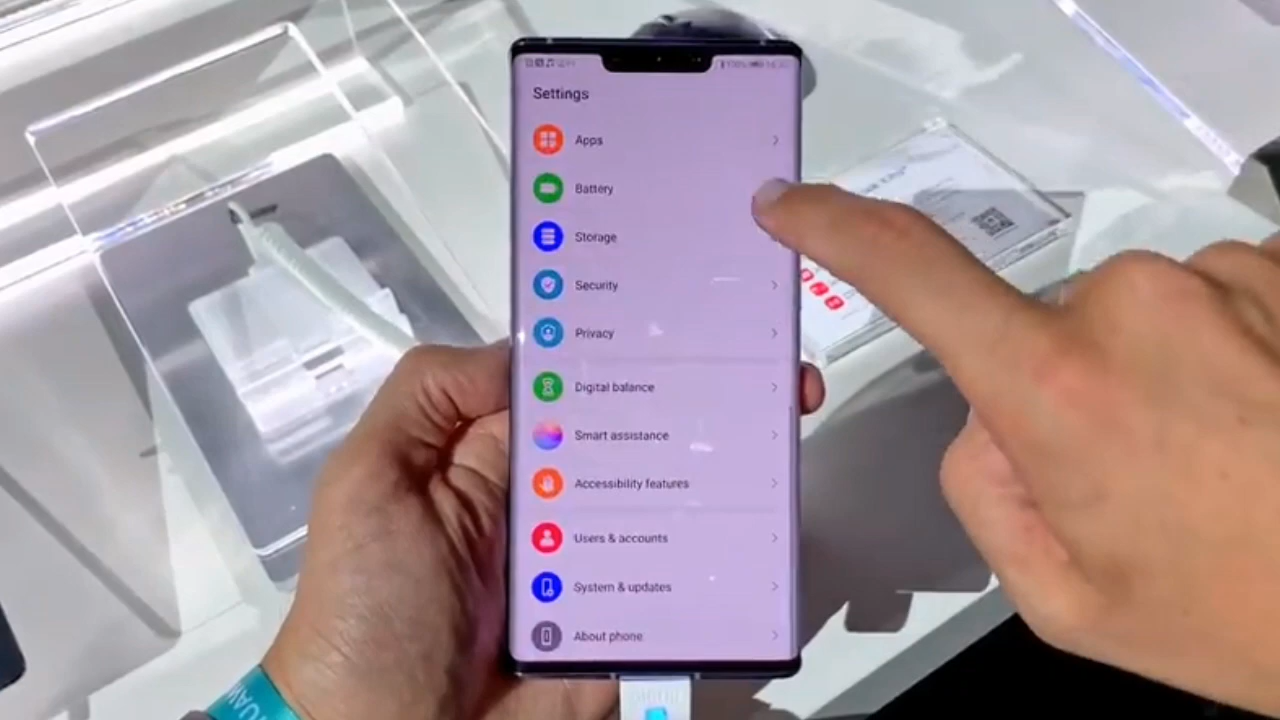 Settings
Apps
Battery
Storage
Security
Privacy
Digital balance
Smart assistance
Accessibility features
Users & accounts
System & updates
About phone